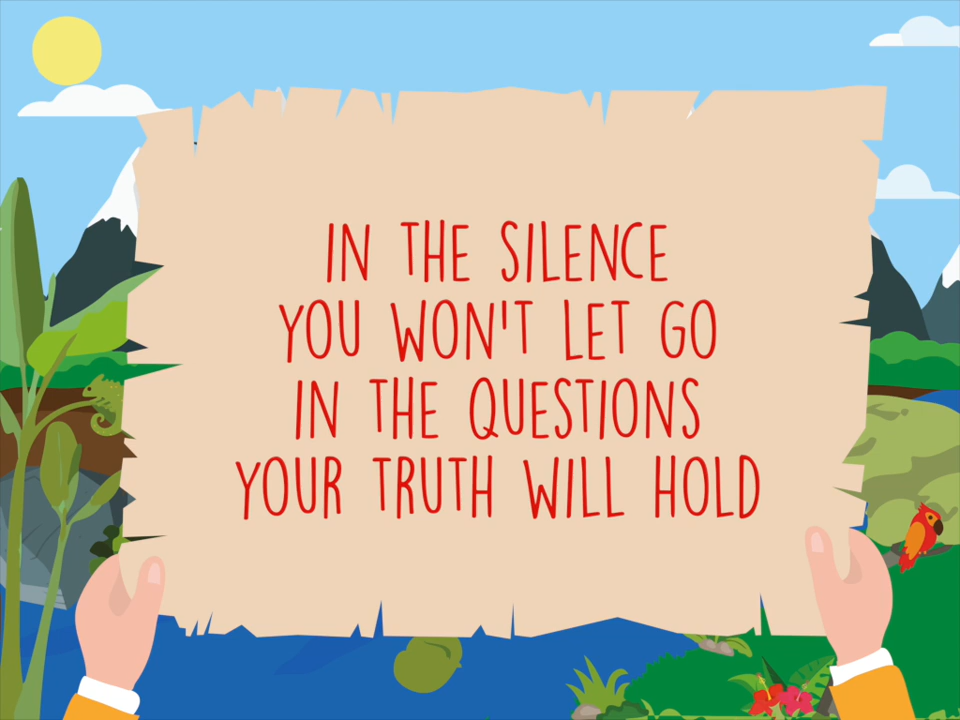 IN THE SILENCE
YOU WON'T LET GO
IN THE QUESTIONS
YOUR TRUTH WILL HOLD